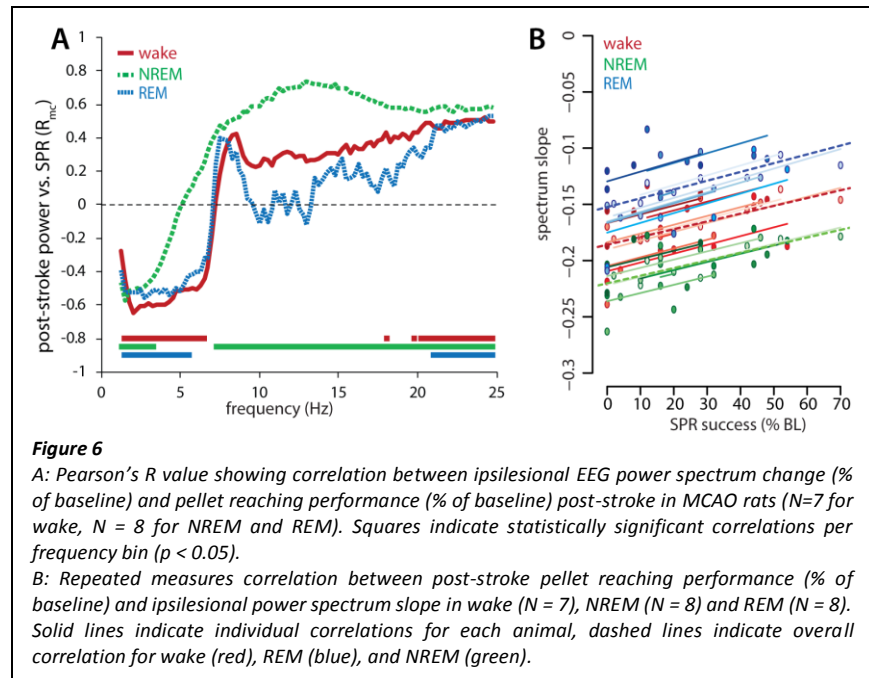 A
wake
NREM
REM
post-stroke power vs. SPR (Rmc)
1
0.8
0.6
0.4
0.2
0
-0.2
-0.4
-0.6
-0.8
-1
0 5 10 15 20 25
frequency (Hz)
B
wake
NREM
REM
spectrum slope
0
−0.05
−0.1
−0.15
−0.2
−0.25
−0.3
0 10 20 30 40 50 60 70
SPR success (% BL)
Figure 6
A: Pearson's R value showing correlation between ipsilesional EEG power spectrum change (%
of baseline) and pellet reaching performance (% of baseline) post-stroke in MCAO rats (N=7 for
wake, N = 8 for NREM and REM). Squares indicate statistically significant correlations per
frequency bin (p < 0.05).
B: Repeated measures correlation between post-stroke pellet reaching performance (% of
baseline) and ipsilesional power spectrum slope in wake (N = 7), NREM (N = 8) and REM (N = 8).
Solid lines indicate individual correlations for each animal, dashed lines indicate overall
correlation for wake (red), REM (blue), and NREM (green).